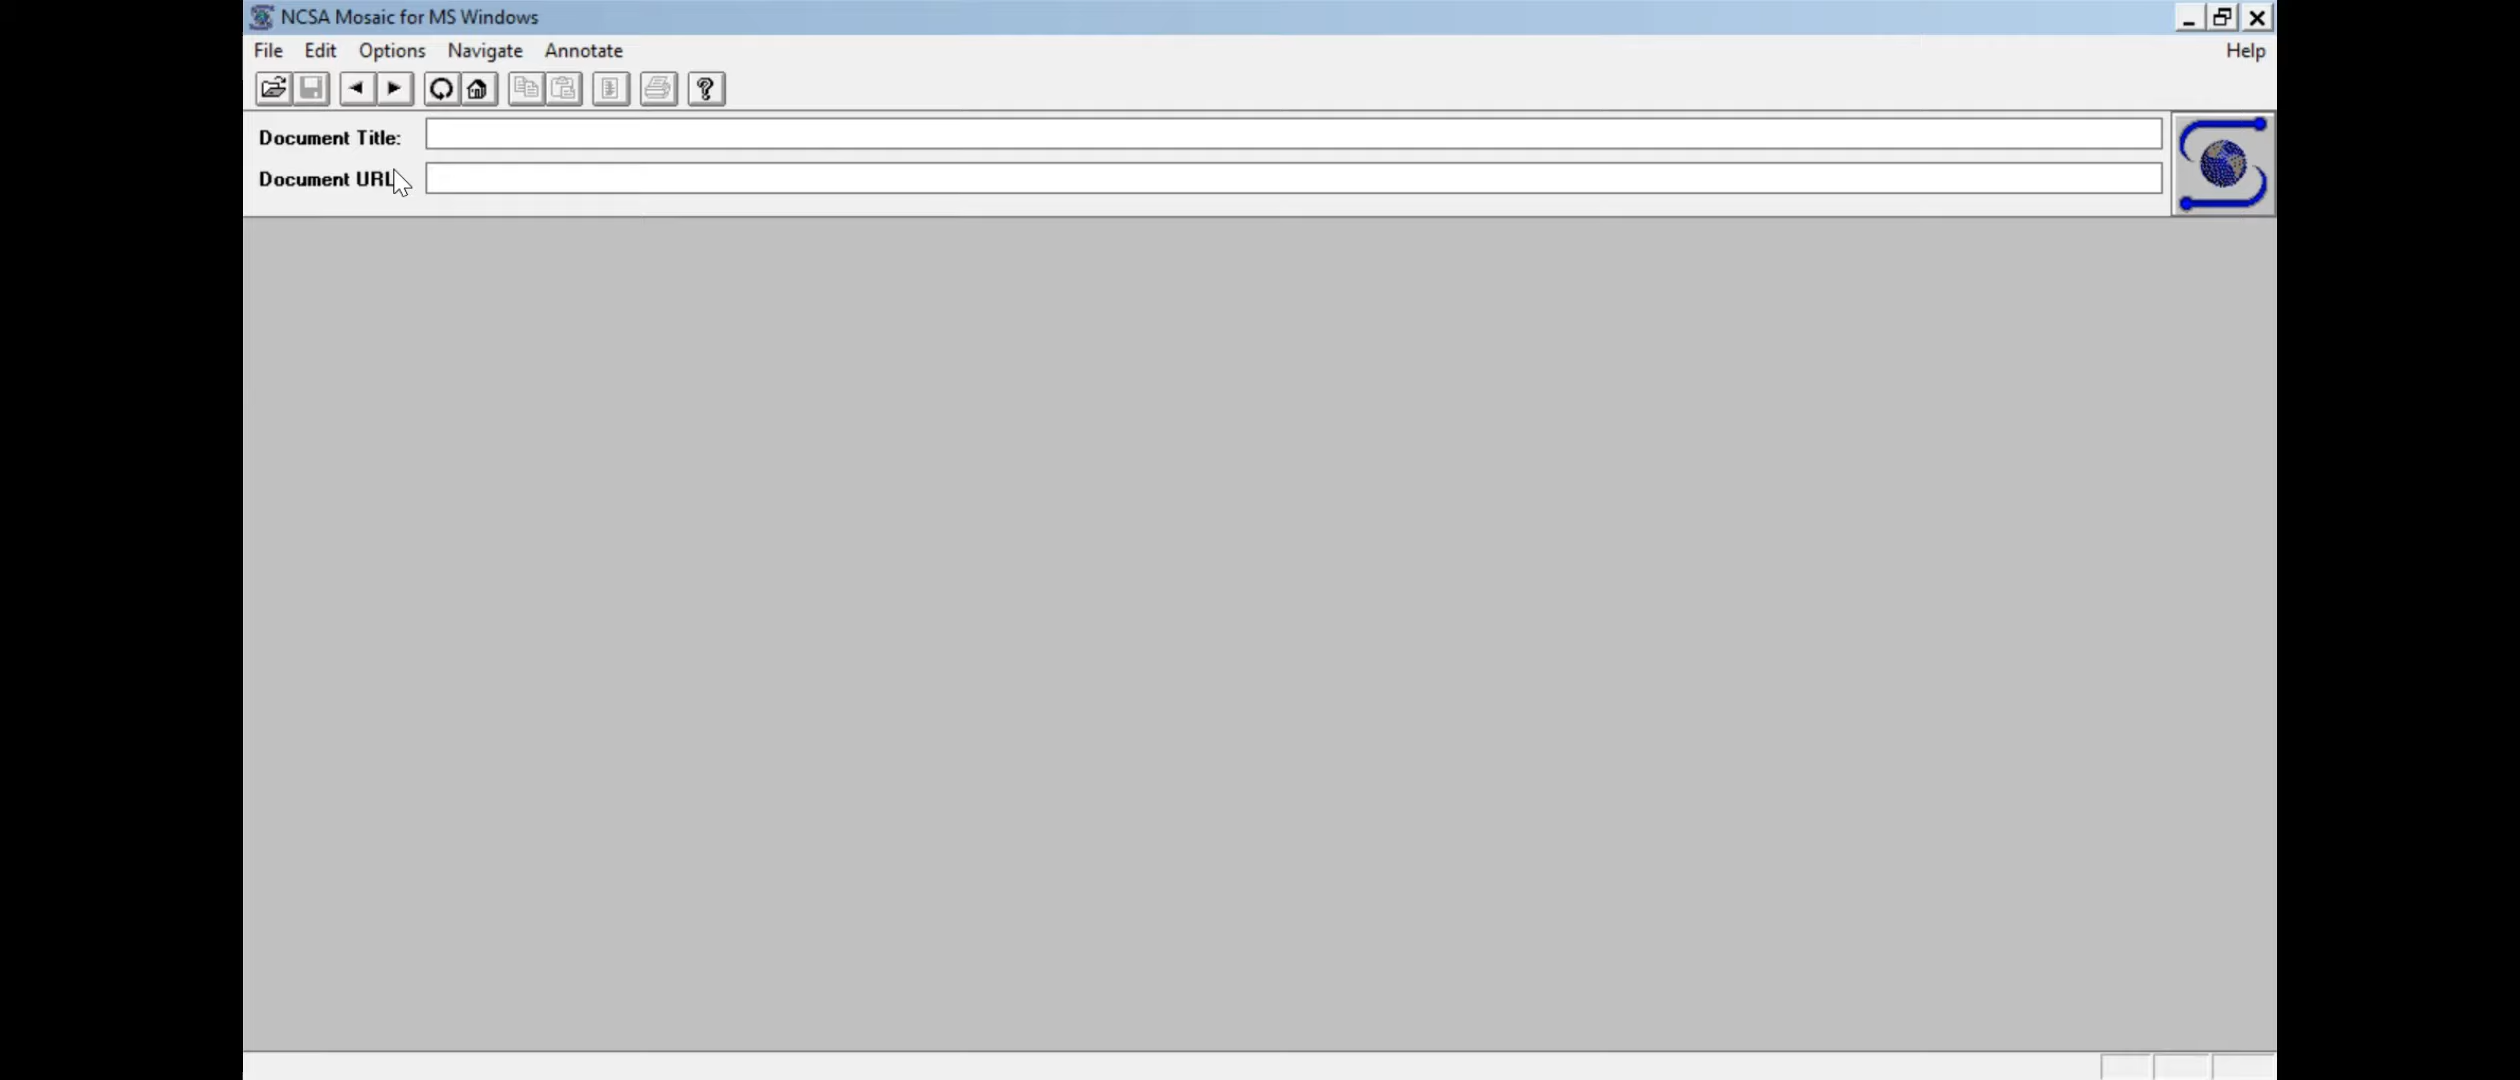 NCSA Mosaic for MS Windows
File Edit Options Navigate Annotate Help
Document Title:
Document URL